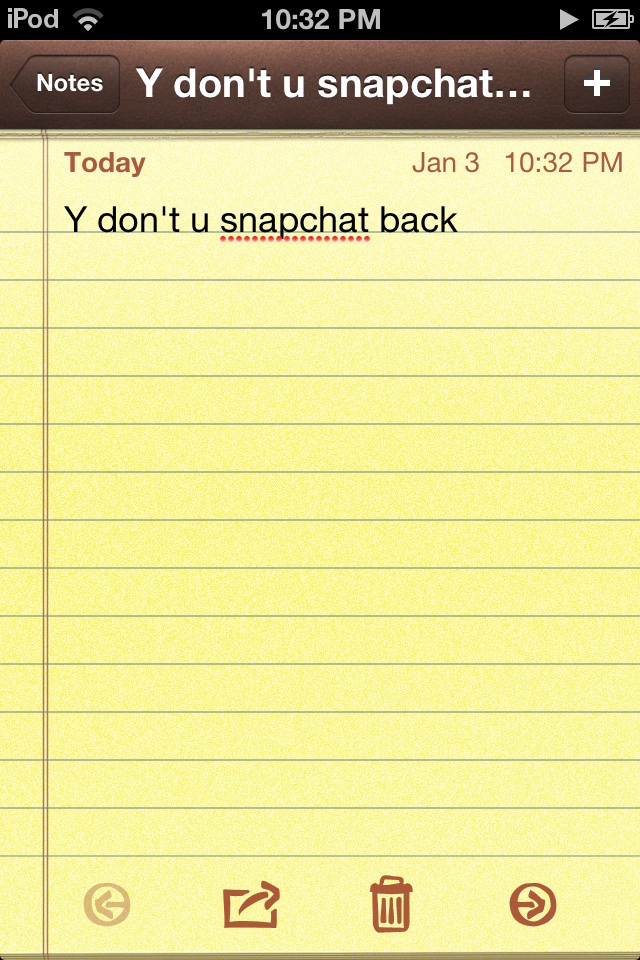 iPod 10:32 PM
Notes Y don't u snapchat... +
Today Jan 3 10:32 PM
Y don't u snapchat back